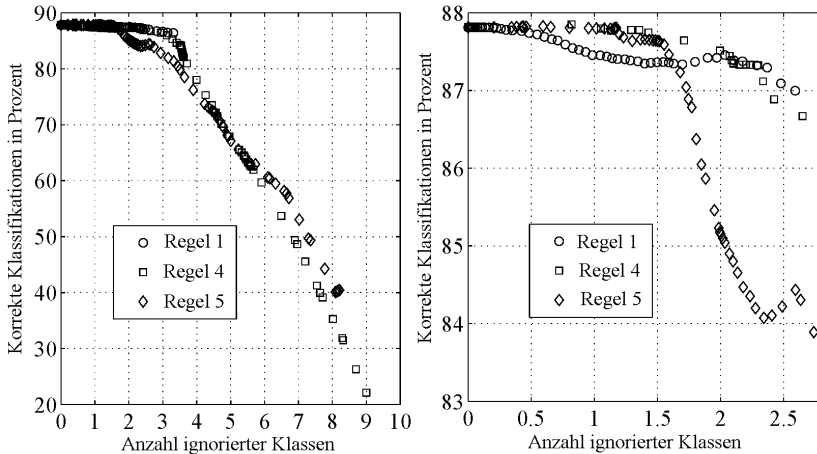 Korrekte Klassifikationen in Prozent
90
80
70
60
50
40
30
20
Regel 1
Regel 4
Regel 5
0 1 2 3 4 5 6 7 8 9 10
Anzahl ignorierter Klassen
Korrekte Klassifikationen in Prozent
88
87
86
85
84
83
Regel 1
Regel 4
Regel 5
0 0.5 1 1.5 2 2.5
Anzahl ignorierter Klassen